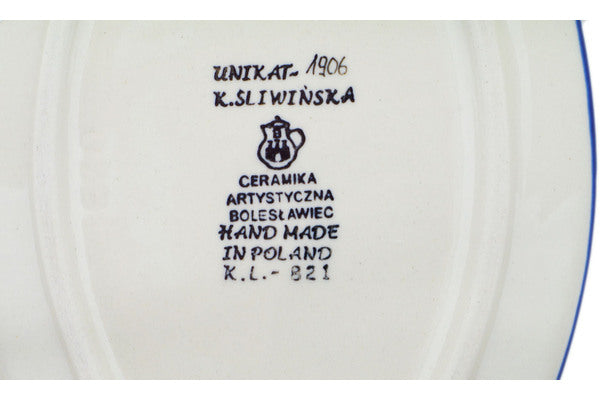 UNIKAT- 1906
K.SLIWIŃSKA
CERAMIKA
ARTYSTYCZNA
BOLESŁAWIEC
HAND MADE
IN POLAND
K.L.- 821